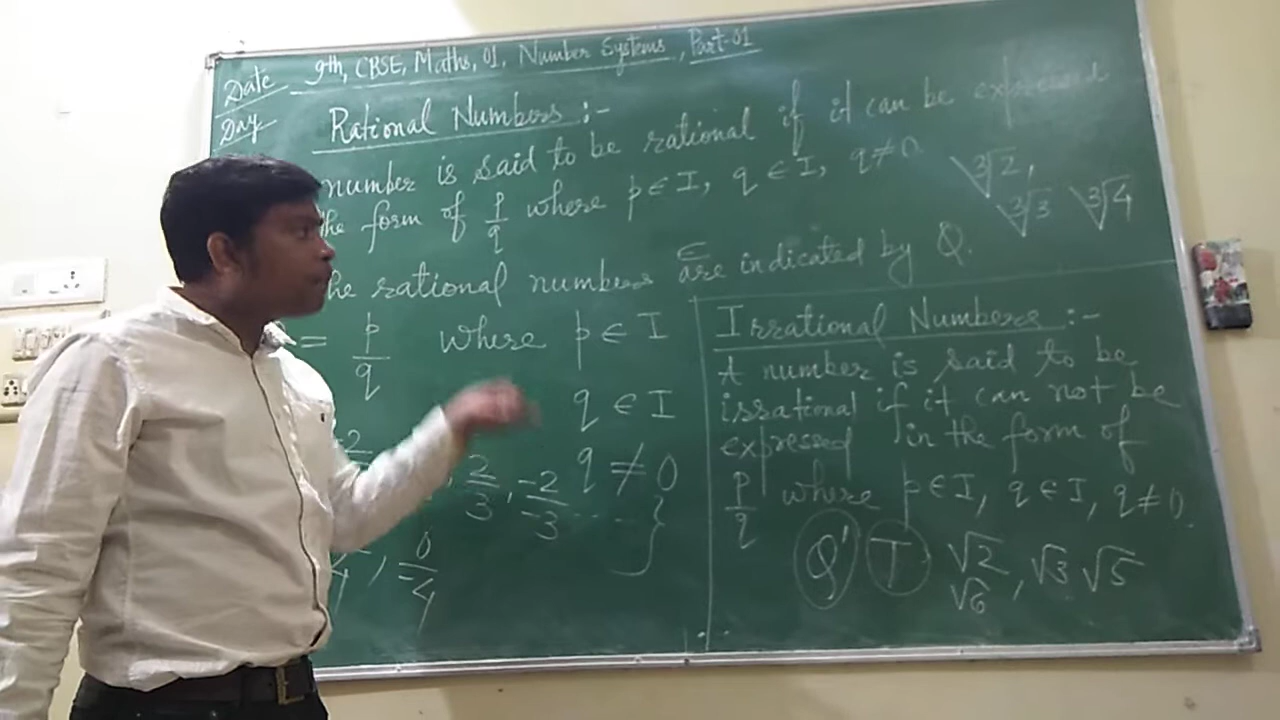 Date 9th, CBSE, Maths, 01, Number Systems, Part-01
Day
Rational Numbers :-
number is said to be rational if it can be expressed
the form of p/q where p ∈ I, q ∈ I, q ≠ 0
∛2,
∛3 ∛4
he rational numbers are indicated by Q.
∈
= p/q where p ∈ I
q ∈ I
q ≠ 0
2/3, -2/-3 ... }
, 0/-4
Irrational Numbers :-
A number is said to be
irrational if it can not be
expressed in the form of
p/q where p ∈ I, q ∈ I, q ≠ 0.
Q' T √2, √3 √5
√6